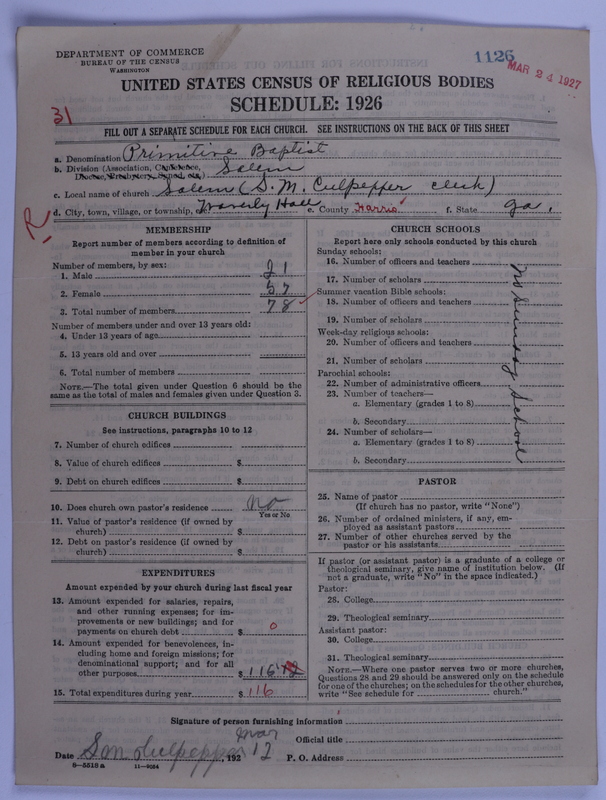 DEPARTMENT OF COMMERCE
BUREAU OF THE CENSUS
WASHINGTON
1126
MAR 24 1927
UNITED STATES CENSUS OF RELIGIOUS BODIES
SCHEDULE: 1926
31
FILL OUT A SEPARATE SCHEDULE FOR EACH CHURCH. SEE INSTRUCTIONS ON THE BACK OF THIS SHEET
a. Denomination Primitive Baptist
b. Division (Association, Conference, Salem
Diocese, Presbytery, Synod, etc.)
c. Local name of church Salem (S. M. Culpepper clerk)
d. City, town, village, or township, etc. Waverly Hall e. County Harris f. State Ga.
R
MEMBERSHIP
Report number of members according to definition of
member in your church
Number of members, by sex:
1. Male 21
2. Female 57
3. Total number of members 78
Number of members under and over 13 years old:
4. Under 13 years of age
5. 13 years old and over
6. Total number of members
NOTE.—The total given under Question 6 should be the
same as the total of males and females given under Question 3.
CHURCH BUILDINGS
See instructions, paragraphs 10 to 12
7. Number of church edifices
8. Value of church edifices $
9. Debt on church edifices $
10. Does church own pastor's residence No
Yes or No
11. Value of pastor's residence (if owned by
church) $
12. Debt on pastor's residence (if owned by
church) $
EXPENDITURES
Amount expended by your church during last fiscal year
13. Amount expended for salaries, repairs,
and other running expenses; for im-
provements or new buildings; and for
payments on church debt $ 0
14. Amount expended for benevolences, in-
cluding home and foreign missions; for
denominational support; and for all
other purposes $ 116
15. Total expenditures during year $ 116
CHURCH SCHOOLS
Report here only schools conducted by this church
Sunday schools:
16. Number of officers and teachers
17. Number of scholars
Summer vacation Bible schools:
18. Number of officers and teachers
19. Number of scholars
Week-day religious schools:
20. Number of officers and teachers
21. Number of scholars
Parochial schools:
22. Number of administrative officers
23. Number of teachers—
a. Elementary (grades 1 to 8)
b. Secondary
24. Number of scholars—
a. Elementary (grades 1 to 8)
b. Secondary
No Sunday School
PASTOR
25. Name of pastor
(If church has no pastor, write "None")
26. Number of ordained ministers, if any, em-
ployed as assistant pastors
27. Number of other churches served by the
pastor or his assistants
If pastor (or assistant pastor) is a graduate of a college or
theological seminary, give name of institution below. (If
not a graduate, write "No" in the space indicated.)
Pastor:
28. College
29. Theological seminary
Assistant pastor:
30. College
31. Theological seminary
NOTE.—Where one pastor serves two or more churches,
Questions 28 and 29 should be answered only on the schedule
for one of the churches; on the schedules for the other churches,
write "See schedule for church."
Signature of person furnishing information
Official title
Date S M Culpepper, 192 Mar 12 P. O. Address
8—5518 a 11—9084